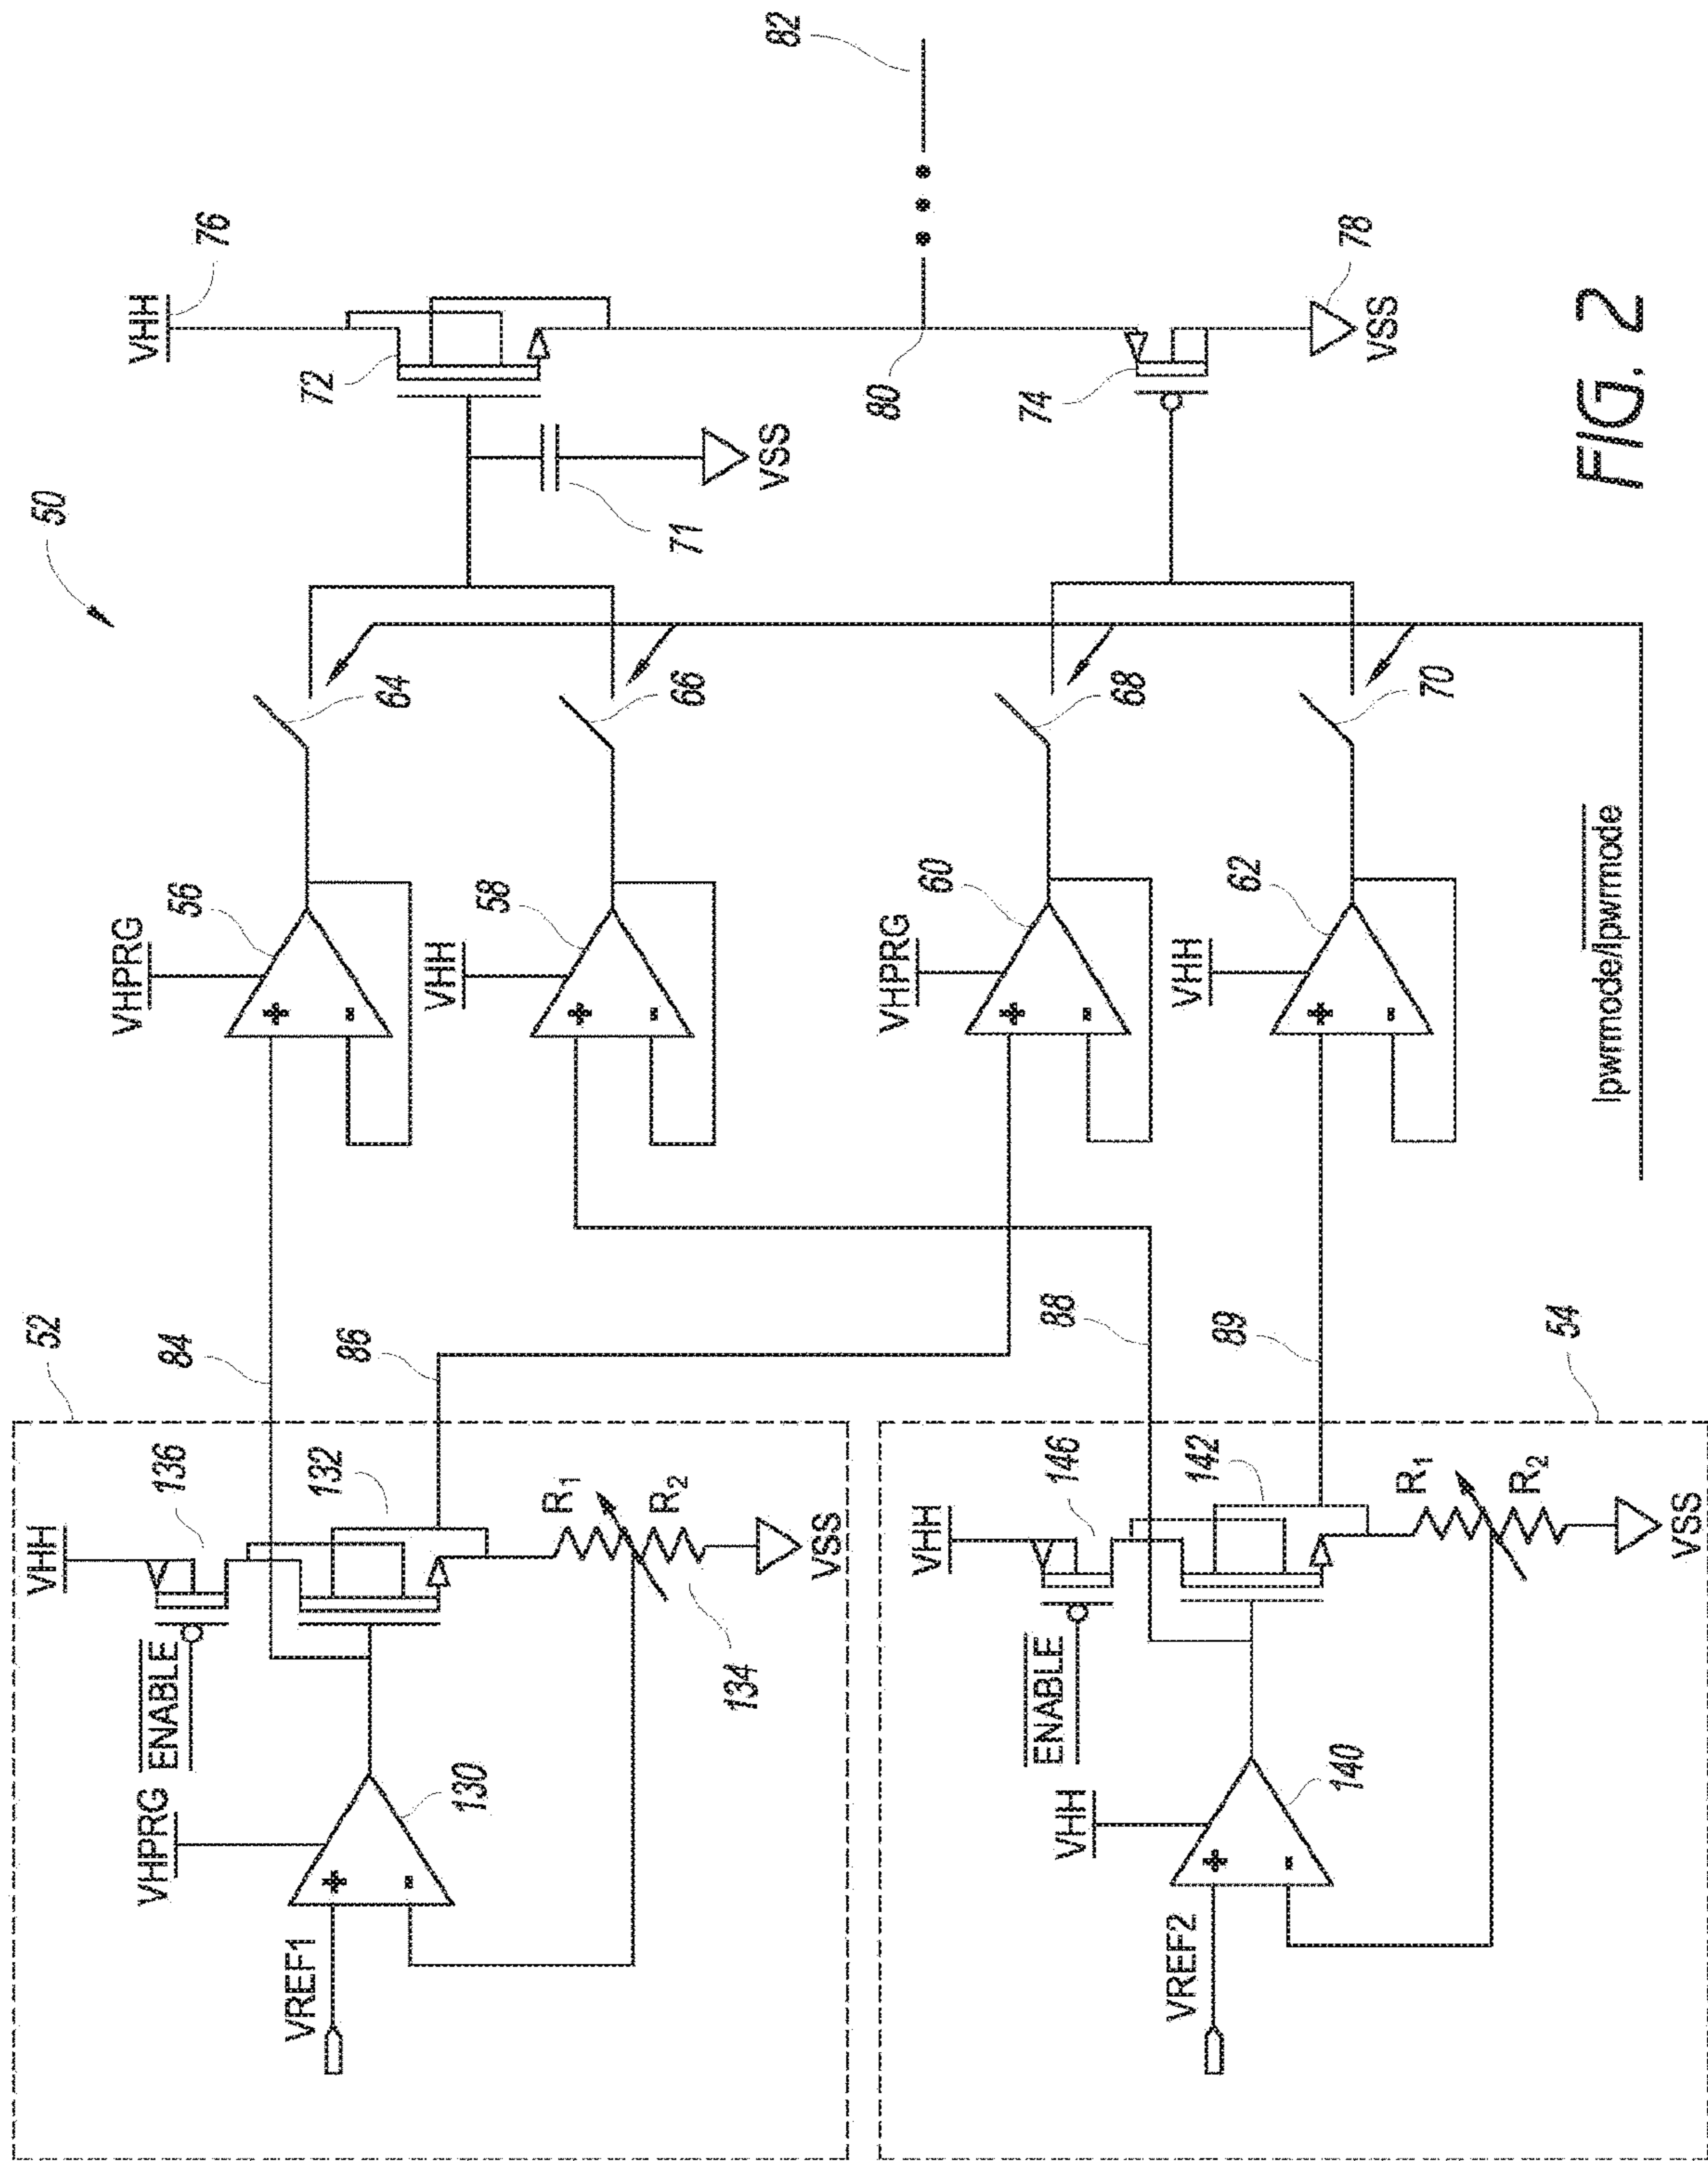 50
52
VHH
136
84
VHPRG
ENABLE
132
86
R1
R2
134
VSS
VREF1
+
-
130
54
VHH
146
88
VHH
ENABLE
142
89
R1
R2
VSS
VREF2
+
-
140
VHPRG
56
+
-
64
VHH
58
+
-
66
VHPRG
60
+
-
68
VHH
62
+
-
70
lpwrmode/lpwrmode
VHH
76
72
71
VSS
80
82
74
78
VSS
FIG. 2